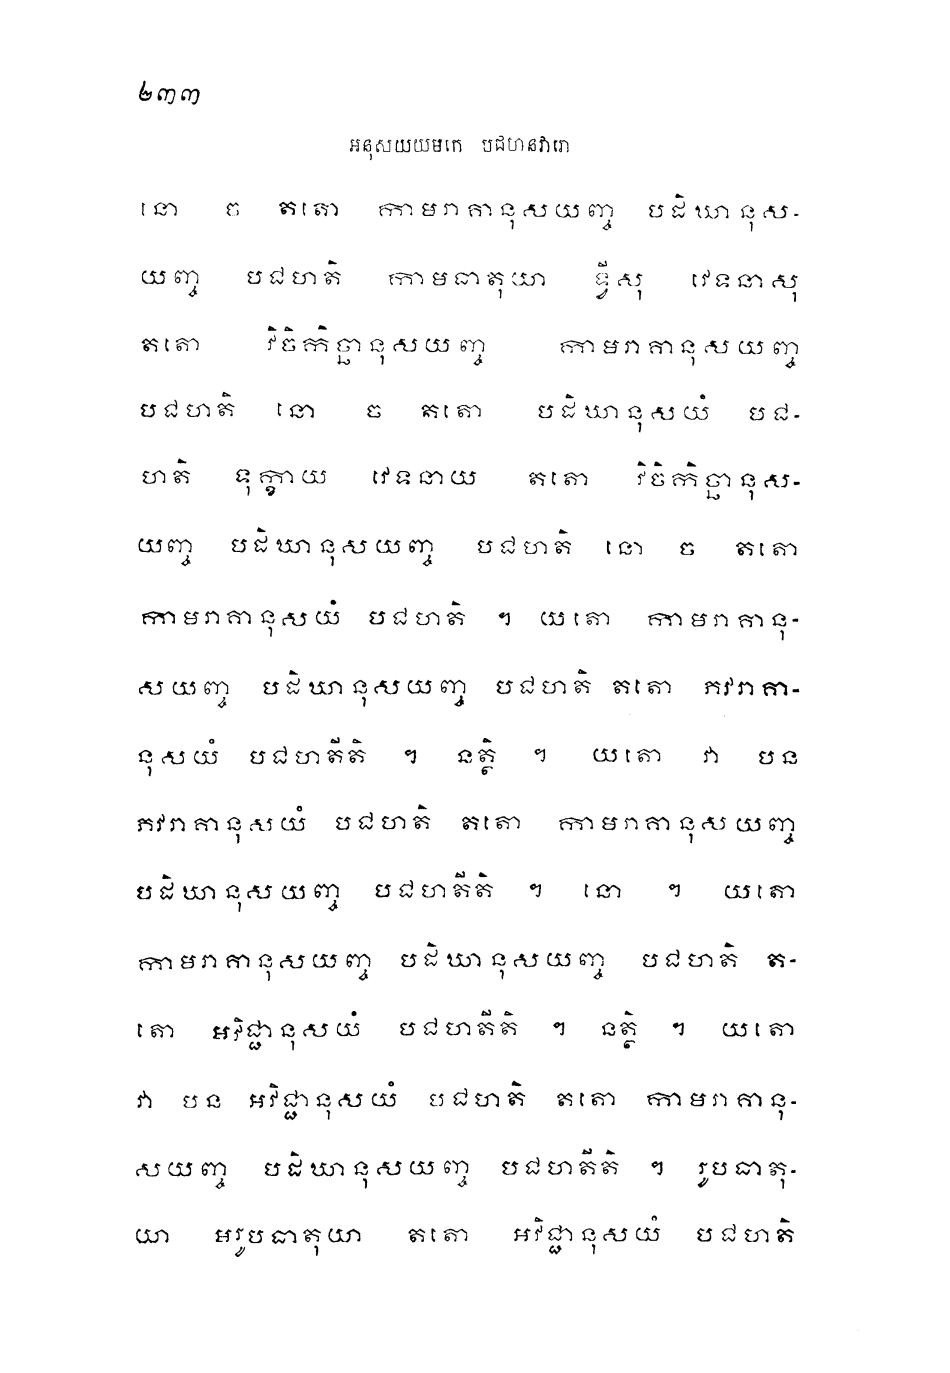 ២៣៣
អនុសយយមកេ បជហនវារោ
នោ ច តតោ កាមរាគានុសយញ្ច បដិឃានុស-
យញ្ច បជហតិ កាមធាតុយា ទ្វីសុ វេទនាសុ
តតោ វិចិកិច្ឆានុសយញ្ច កាមរាគានុសយញ្ច
បជហតិ នោ ច តតោ បដិឃានុសយំ បជ-
ហតិ ទុក្ខាយ វេទនាយ តតោ វិចិកិច្ឆានុស-
យញ្ច បដិឃានុសយញ្ច បជហតិ នោ ច តតោ
កាមរាគានុសយំ បជហតិ ។ យតោ កាមរាគានុ-
សយញ្ច បដិឃានុសយញ្ច បជហតិ តតោ ភវរាគា-
នុសយំ បជហតីតិ ។ នត្ថិ ។ យតោ វា បន
ភវរាគានុសយំ បជហតិ តតោ កាមរាគានុសយញ្ច
បដិឃានុសយញ្ច បជហតីតិ ។ នោ ។ យតោ
កាមរាគានុសយញ្ច បដិឃានុសយញ្ច បជហតិ ត-
តោ អវិជ្ជានុសយំ បជហតីតិ ។ នត្ថិ ។ យតោ
វា បន អវិជ្ជានុសយំ បជហតិ តតោ កាមរាគានុ-
សយញ្ច បដិឃានុសយញ្ច បជហតីតិ ។ រូបធាតុ-
យា អរូបធាតុយា តតោ អវិជ្ជានុសយំ បជហតិ